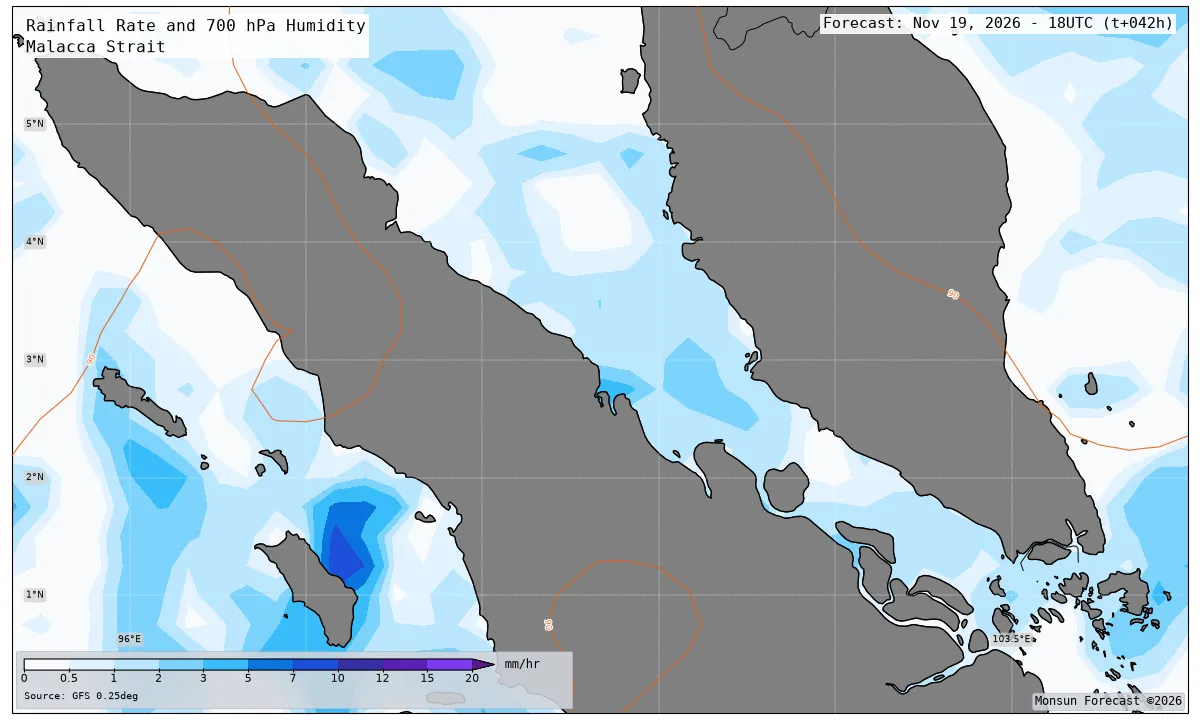 Rainfall Rate and 700 hPa Humidity
Malacca Strait
Forecast: Nov 19, 2026 - 18UTC (t+042h)
5°N
4°N
90
3°N
90
2°N
1°N
90
96°E
103.5°E
mm/hr
0 0.5 1 2 3 5 7 10 12 15 20
Source: GFS 0.25deg
Monsun Forecast ©2026